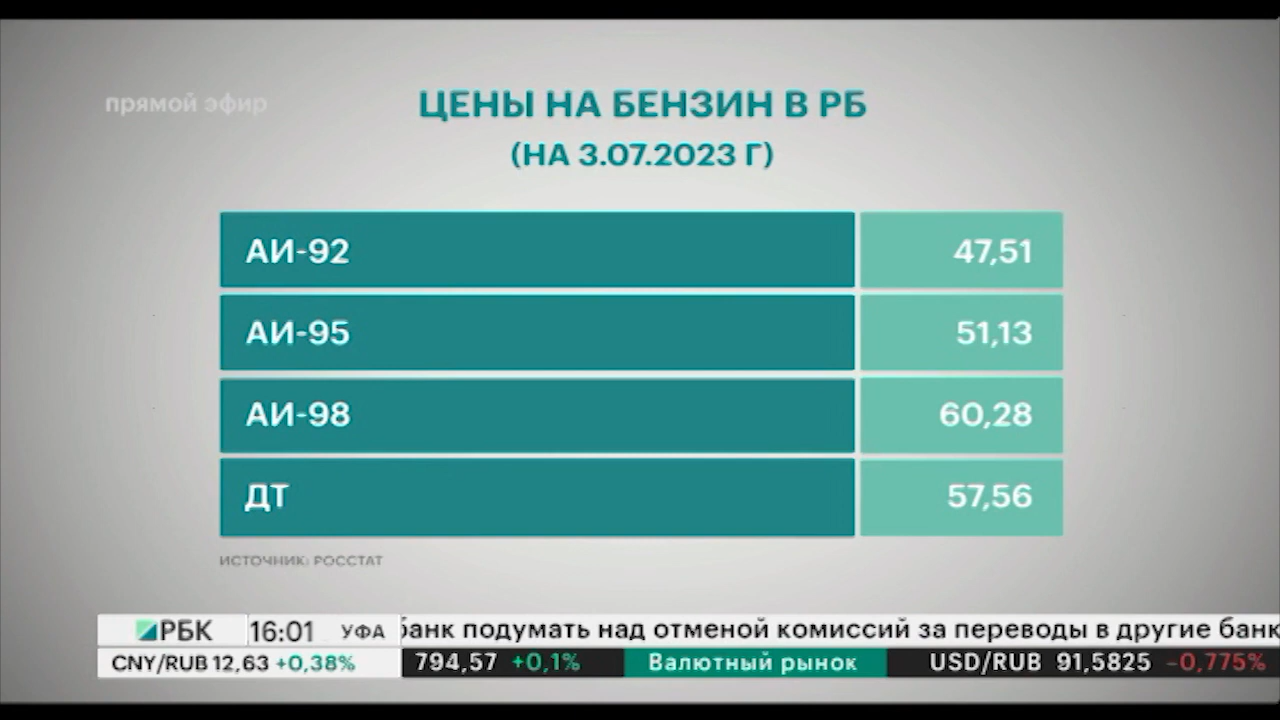 прямой эфир
ЦЕНЫ НА БЕНЗИН В РБ
(НА 3.07.2023 Г)
АИ-92 47,51
АИ-95 51,13
АИ-98 60,28
ДТ 57,56
ИСТОЧНИК: РОССТАТ
РБК 16:01 УФА банк подумать над отменой комиссий за переводы в другие банк
CNY/RUB 12,63 +0,38% 794,57 +0,1% Валютный рынок USD/RUB 91,5825 -0,775%